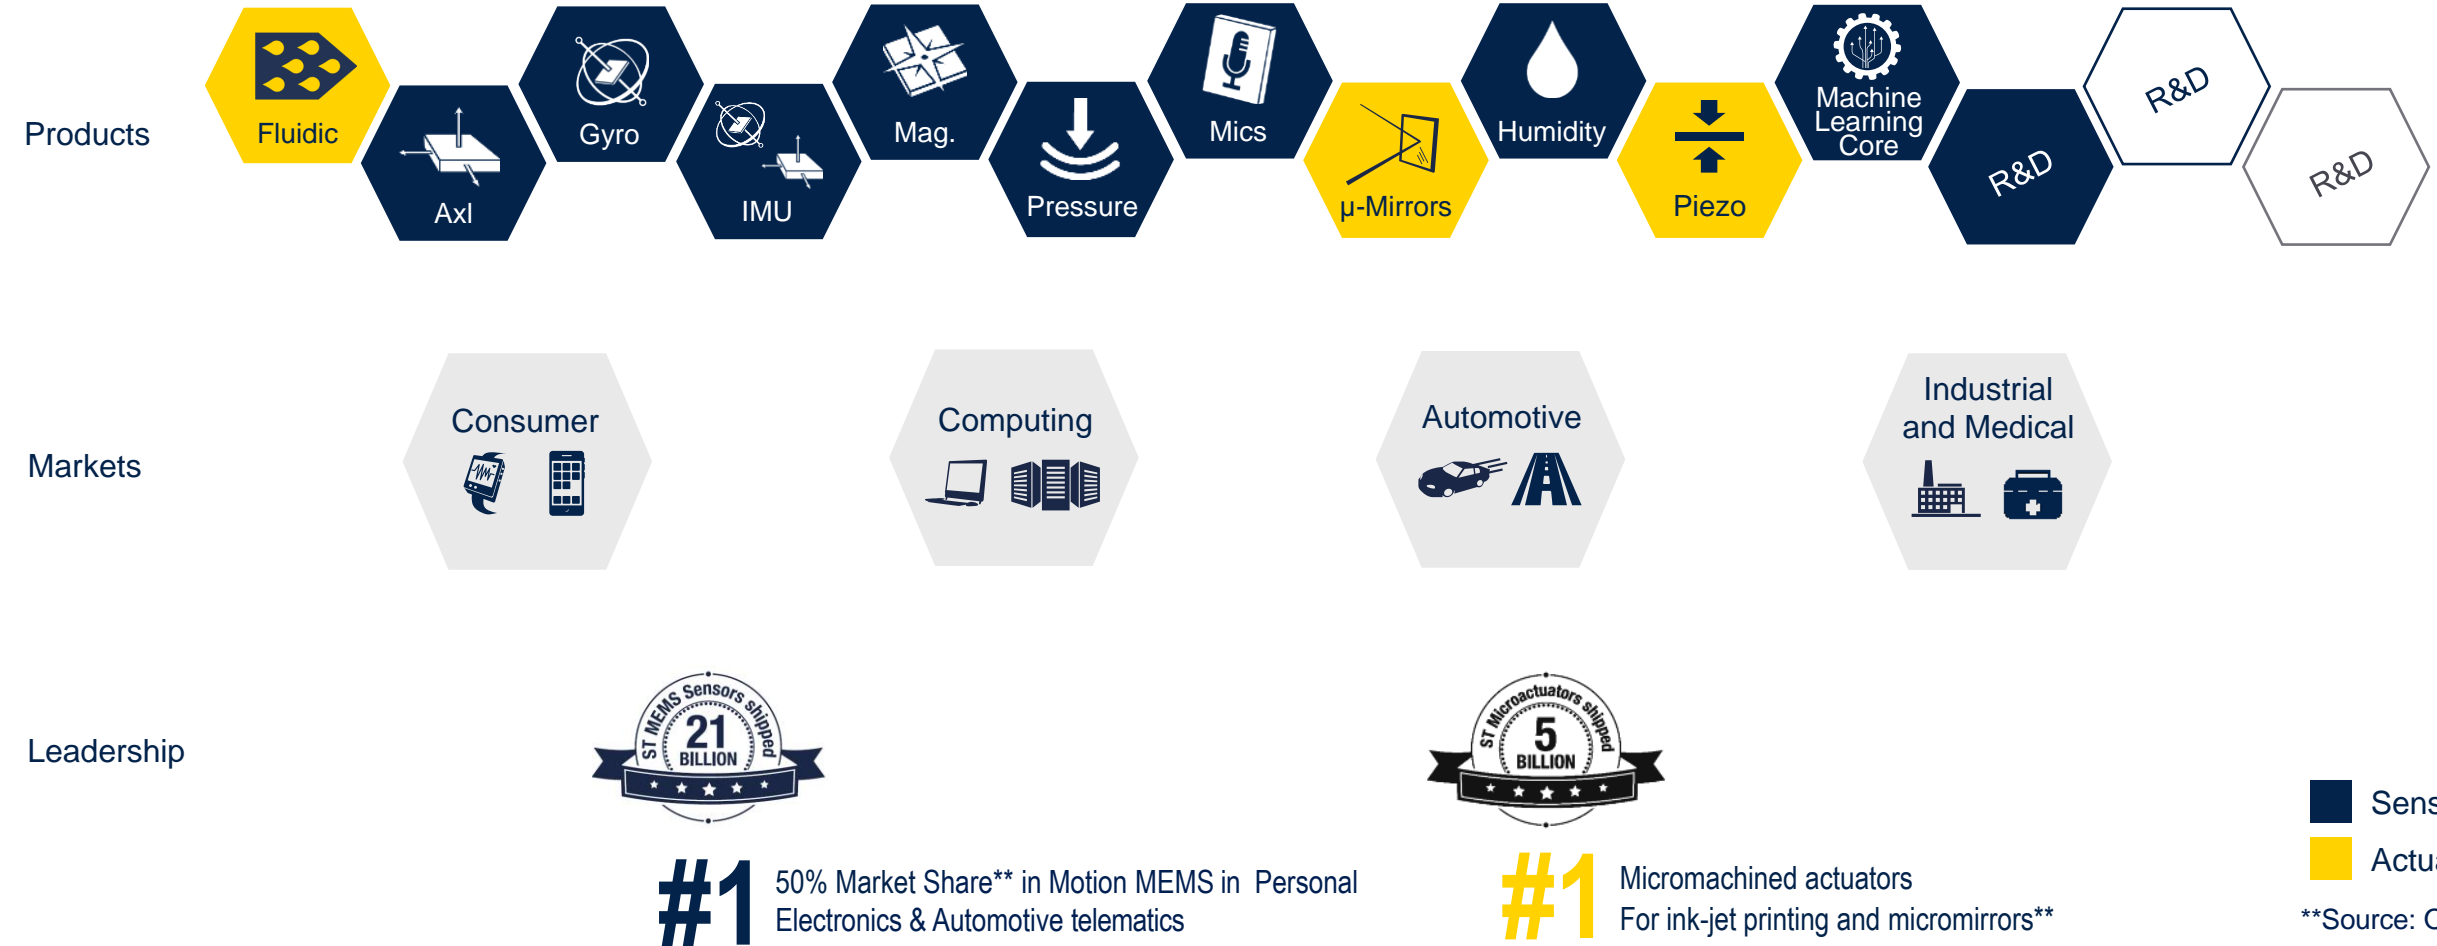 Products
Fluidic
Axl
Gyro
IMU
Mag.
Pressure
Mics
µ-Mirrors
Humidity
Piezo
Machine
Learning
Core
R&D
R&D
R&D
Markets
Consumer
Computing
Automotive
Industrial
and Medical
Leadership
ST MEMS Sensors shipped
21
BILLION
ST Microactuators shipped
5
BILLION
#1
50% Market Share** in Motion MEMS in Personal
Electronics & Automotive telematics
#1
Micromachined actuators
For ink-jet printing and micromirrors**
**Source: